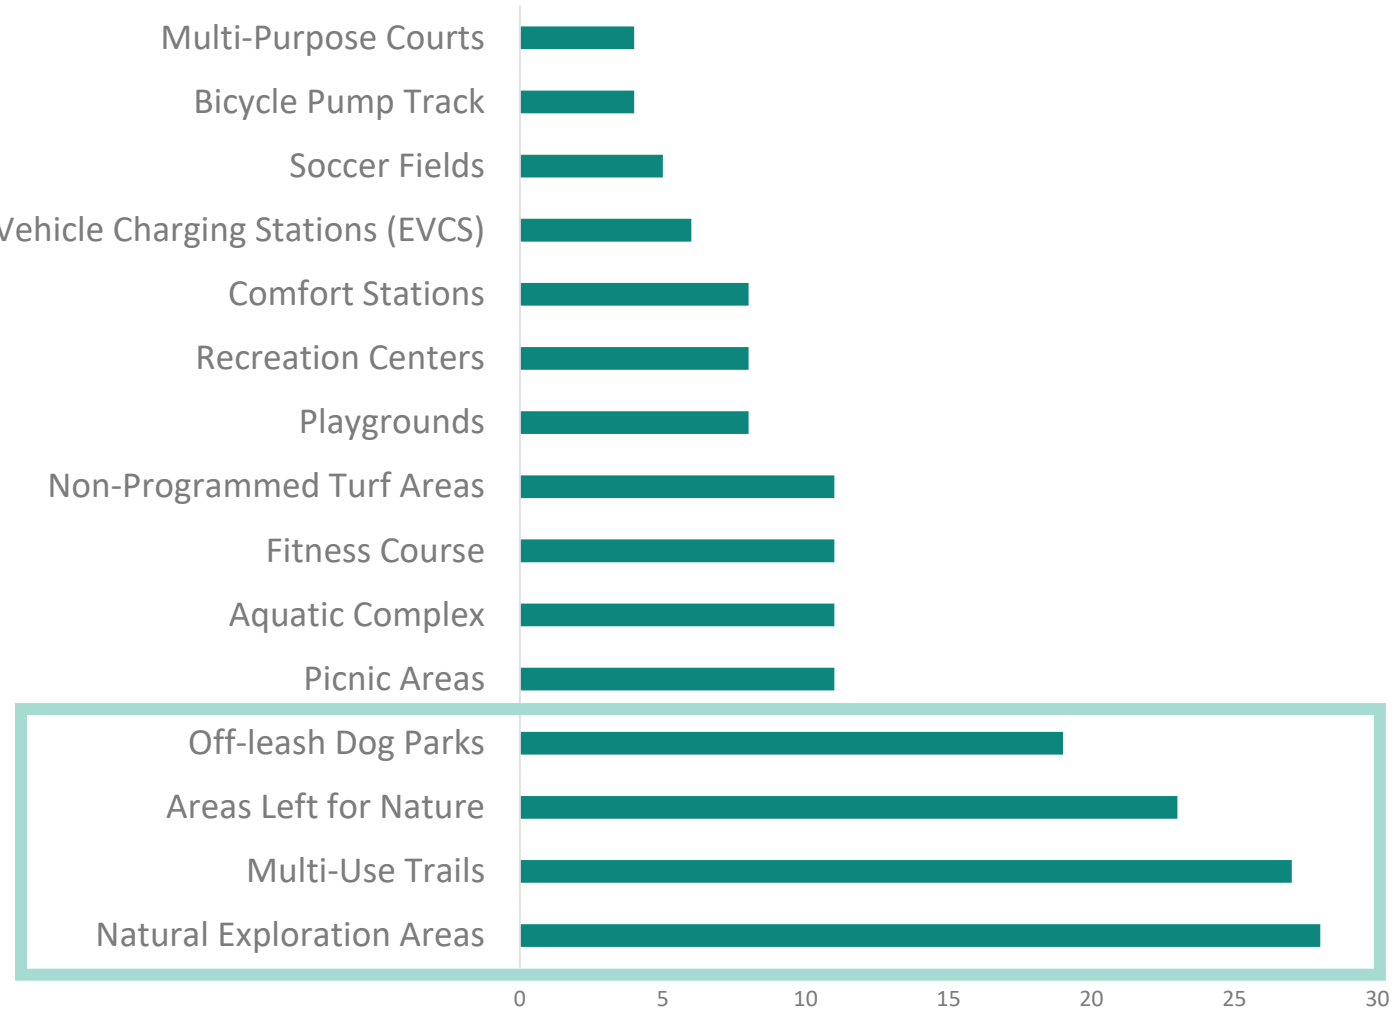 Multi-Purpose Courts
Bicycle Pump Track
Soccer Fields
Vehicle Charging Stations (EVCS)
Comfort Stations
Recreation Centers
Playgrounds
Non-Programmed Turf Areas
Fitness Course
Aquatic Complex
Picnic Areas
Off-leash Dog Parks
Areas Left for Nature
Multi-Use Trails
Natural Exploration Areas
0 5 10 15 20 25 30